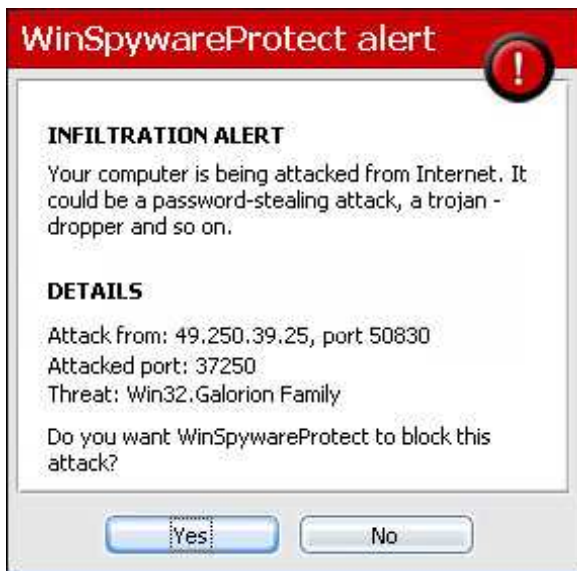 WinSpywareProtect alert
!
INFILTRATION ALERT
Your computer is being attacked from Internet. It
could be a password-stealing attack, a trojan -
dropper and so on.
DETAILS
Attack from: 49.250.39.25, port 50830
Attacked port: 37250
Threat: Win32.Galorion Family
Do you want WinSpywareProtect to block this
attack?
Yes No